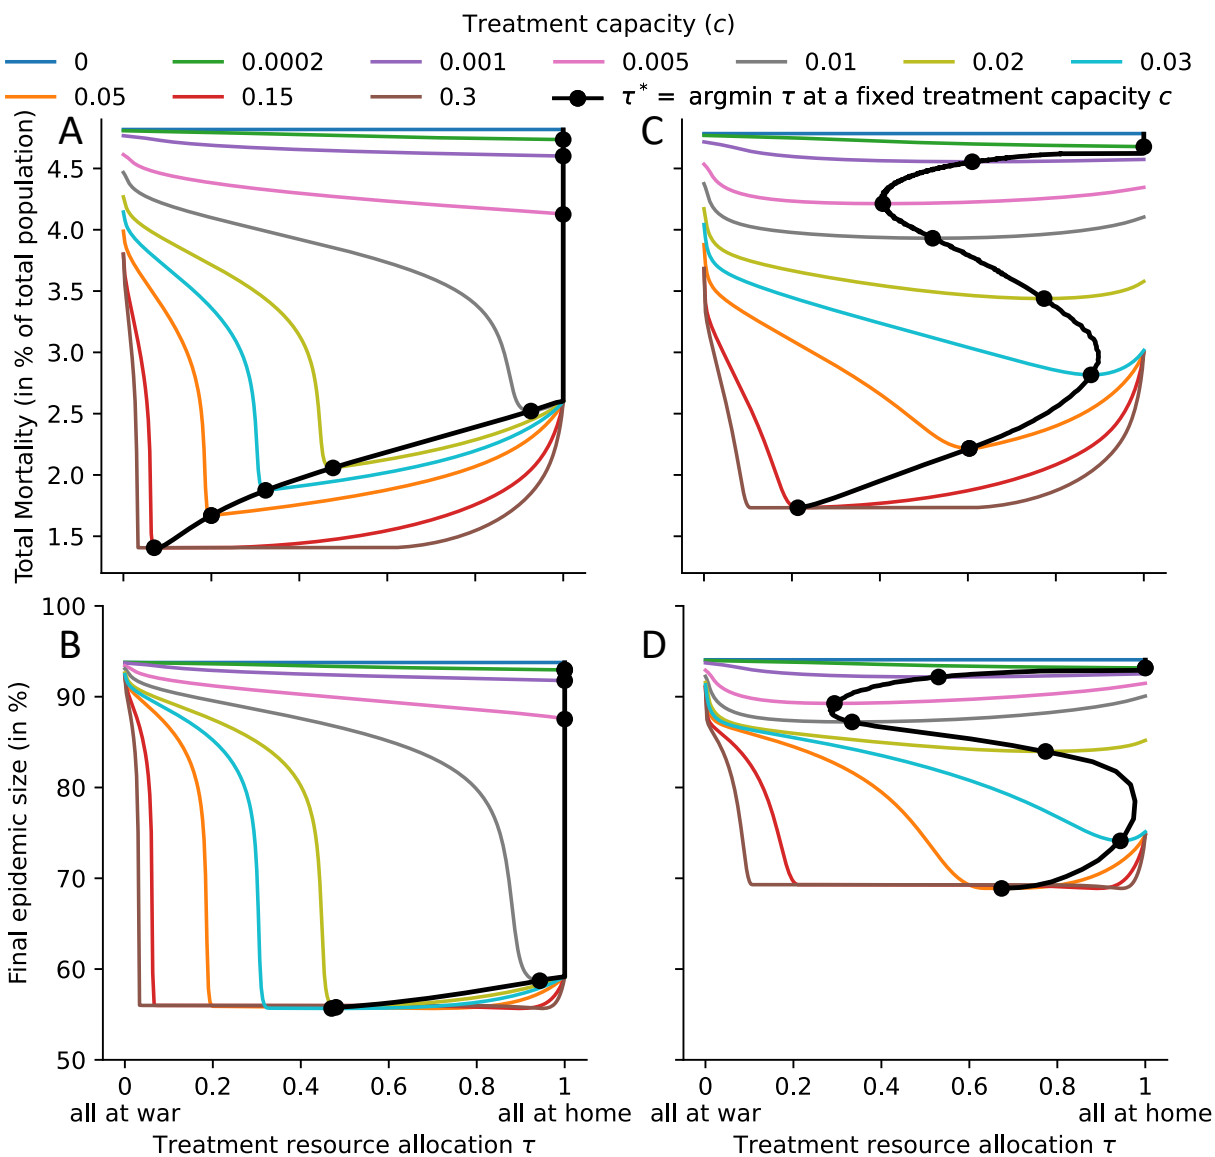 Treatment capacity (c)
0 0.0002 0.001 0.005 0.01 0.02 0.03
0.05 0.15 0.3 τ* = argmin τ at a fixed treatment capacity c
A
C
Total Mortality (in % of total population)
4.5
4.0
3.5
3.0
2.5
2.0
1.5
B
D
Final epidemic size (in %)
100
90
80
70
60
50
0 0.2 0.4 0.6 0.8 1 0 0.2 0.4 0.6 0.8 1
all at war all at home all at war all at home
Treatment resource allocation τ Treatment resource allocation τ